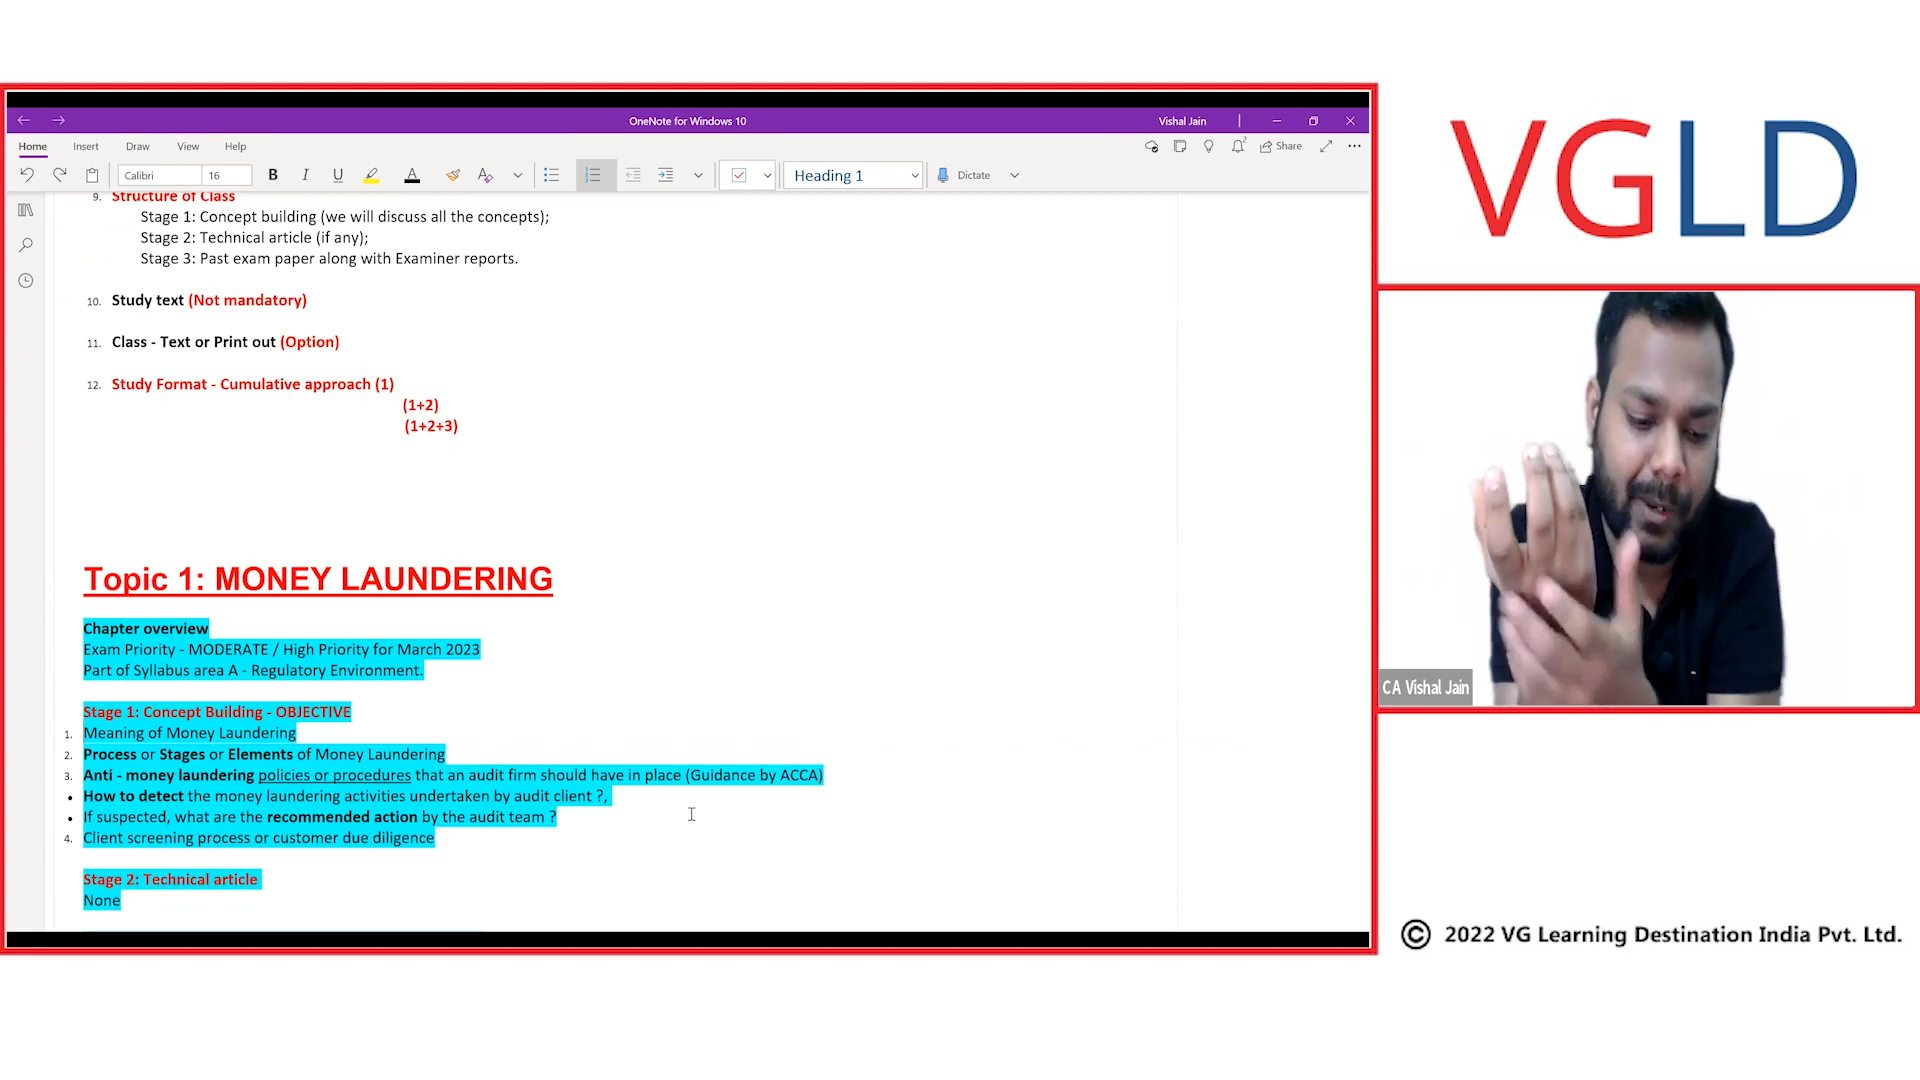 OneNote for Windows 10
Vishal Jain
Home Insert Draw View Help
Share
Calibri 16 B I U A Heading 1 Dictate
9. Structure of Class
Stage 1: Concept building (we will discuss all the concepts);
Stage 2: Technical article (if any);
Stage 3: Past exam paper along with Examiner reports.
10. Study text (Not mandatory)
11. Class - Text or Print out (Option)
12. Study Format - Cumulative approach (1)
(1+2)
(1+2+3)
Topic 1: MONEY LAUNDERING
Chapter overview
Exam Priority - MODERATE / High Priority for March 2023
Part of Syllabus area A - Regulatory Environment.
Stage 1: Concept Building - OBJECTIVE
1. Meaning of Money Laundering
2. Process or Stages or Elements of Money Laundering
3. Anti - money laundering policies or procedures that an audit firm should have in place (Guidance by ACCA)
• How to detect the money laundering activities undertaken by audit client ?,
• If suspected, what are the recommended action by the audit team ?
4. Client screening process or customer due diligence
Stage 2: Technical article
None
VGLD
CA Vishal Jain
© 2022 VG Learning Destination India Pvt. Ltd.